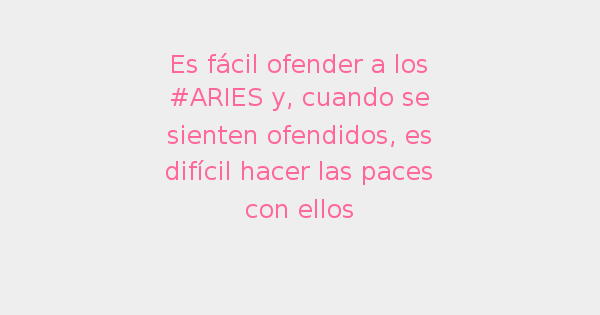 Es fácil ofender a los
#ARIES y, cuando se
sienten ofendidos, es
difícil hacer las paces
con ellos